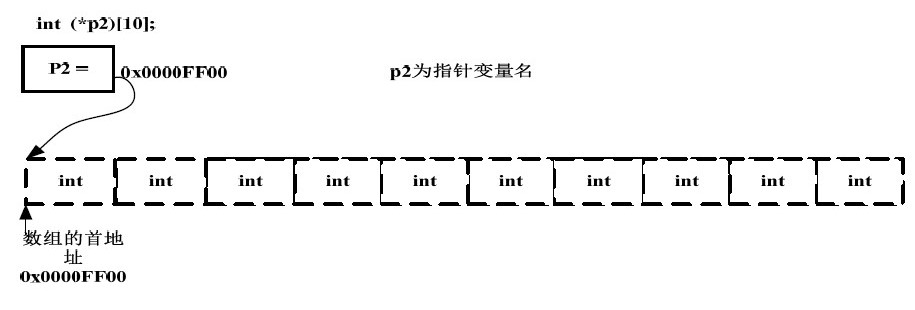 int (*p2)[10];
P2 =
0x0000FF00
p2为指针变量名
int int int int int int int int int int
数组的首地
址
0x0000FF00